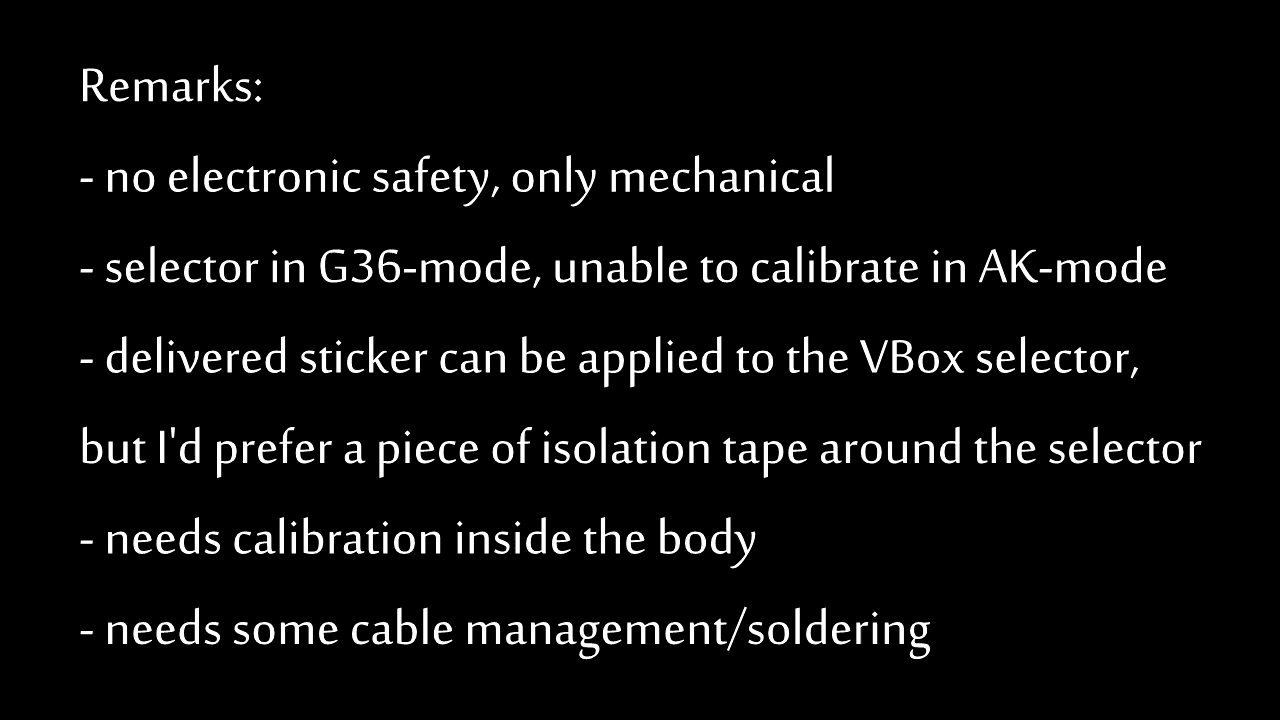 Remarks:
- no electronic safety, only mechanical
- selector in G36-mode, unable to calibrate in AK-mode
- delivered sticker can be applied to the VBox selector,
but I'd prefer a piece of isolation tape around the selector
- needs calibration inside the body
- needs some cable management/soldering